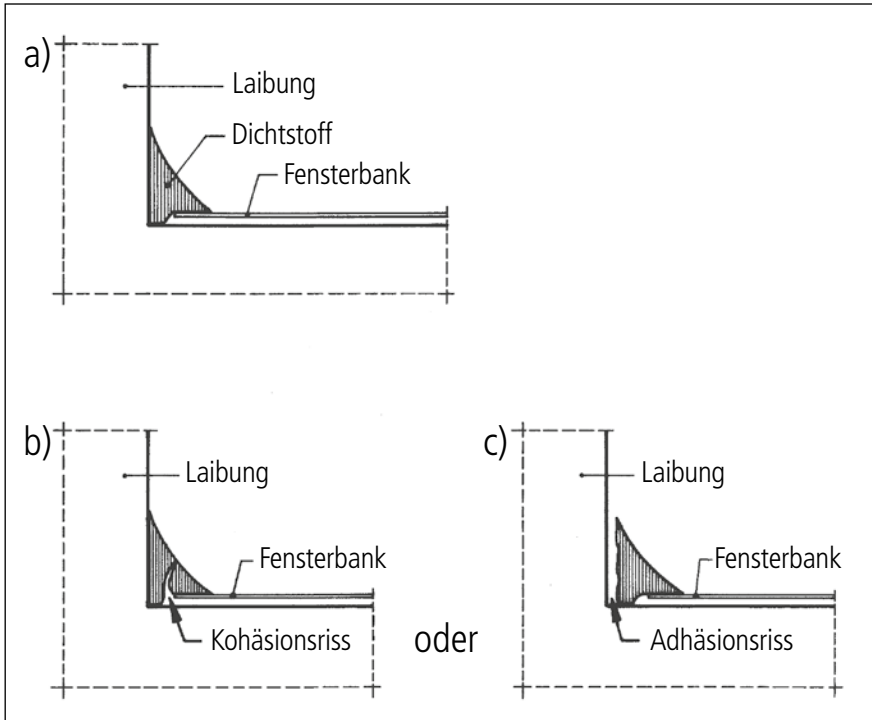 a)
Laibung
Dichtstoff
Fensterbank
b)
Laibung
Fensterbank
Kohäsionsriss
oder
c)
Laibung
Fensterbank
Adhäsionsriss